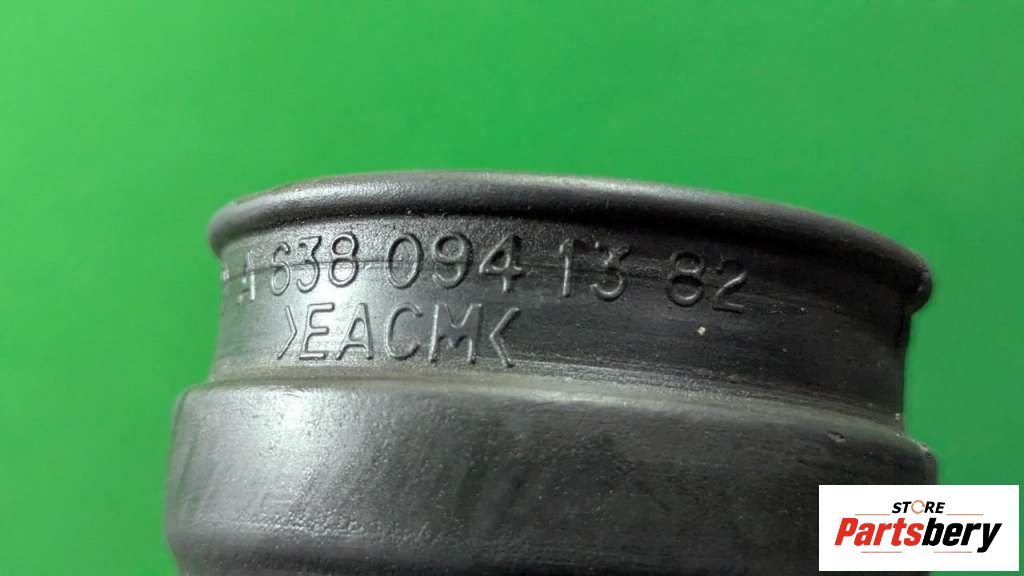 A 638 094 13 82
>EACM<
STORE
Partsbery